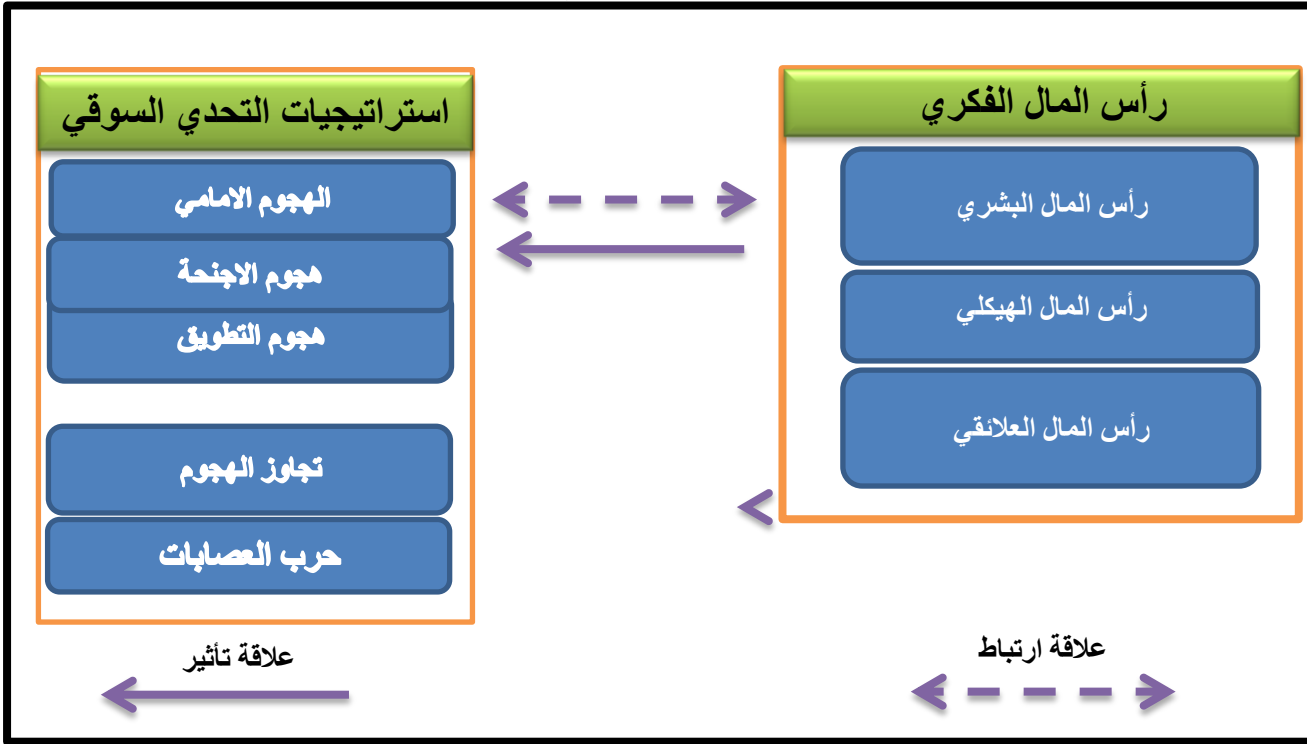 رأس المال الفكري
رأس المال البشري
رأس المال الهيكلي
رأس المال العلائقي
استراتيجيات التحدي السوقي
الهجوم الامامي
هجوم الاجنحة
هجوم التطويق
تجاوز الهجوم
حرب العصابات
علاقة ارتباط
علاقة تأثير